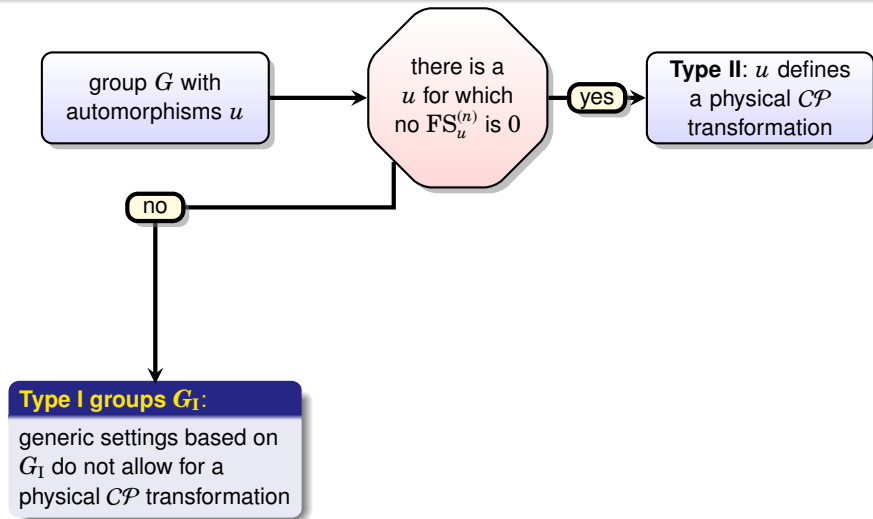 group G with
automorphisms u
there is a
u for which
no FS_u^(n) is 0
yes
Type II: u defines
a physical CP
transformation
no
Type I groups G_I:
generic settings based on
G_I do not allow for a
physical CP transformation